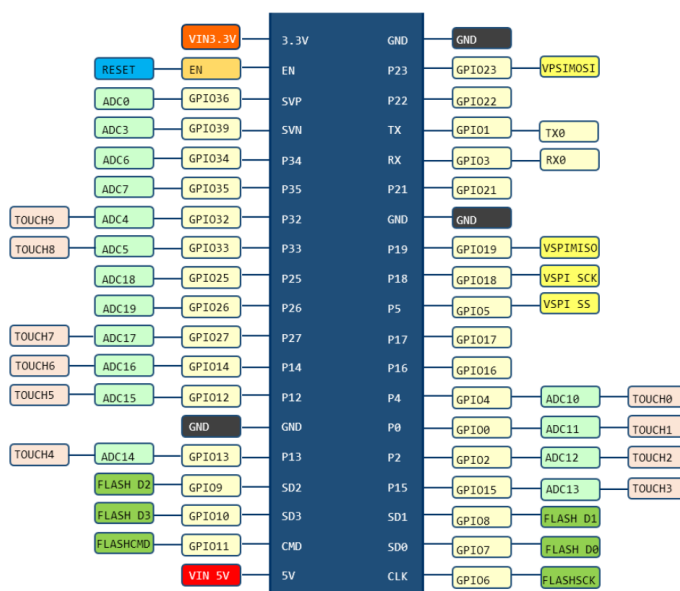 VIN3.3V 3.3V GND GND
RESET EN EN P23 GPIO23 VPSIMOSI
ADC0 GPIO36 SVP P22 GPIO22
ADC3 GPIO39 SVN TX GPIO1 TX0
ADC6 GPIO34 P34 RX GPIO3 RX0
ADC7 GPIO35 P35 P21 GPIO21
TOUCH9 ADC4 GPIO32 P32 GND GND
TOUCH8 ADC5 GPIO33 P33 P19 GPIO19 VSPIMISO
ADC18 GPIO25 P25 P18 GPIO18 VSPI SCK
ADC19 GPIO26 P26 P5 GPIO5 VSPI SS
TOUCH7 ADC17 GPIO27 P27 P17 GPIO17
TOUCH6 ADC16 GPIO14 P14 P16 GPIO16
TOUCH5 ADC15 GPIO12 P12 P4 GPIO4 ADC10 TOUCH0
GND GND P0 GPIO0 ADC11 TOUCH1
TOUCH4 ADC14 GPIO13 P13 P2 GPIO2 ADC12 TOUCH2
FLASH D2 GPIO9 SD2 P15 GPIO15 ADC13 TOUCH3
FLASH D3 GPIO10 SD3 SD1 GPIO8 FLASH D1
FLASHCMD GPIO11 CMD SD0 GPIO7 FLASH D0
VIN 5V 5V CLK GPIO6 FLASHSCK